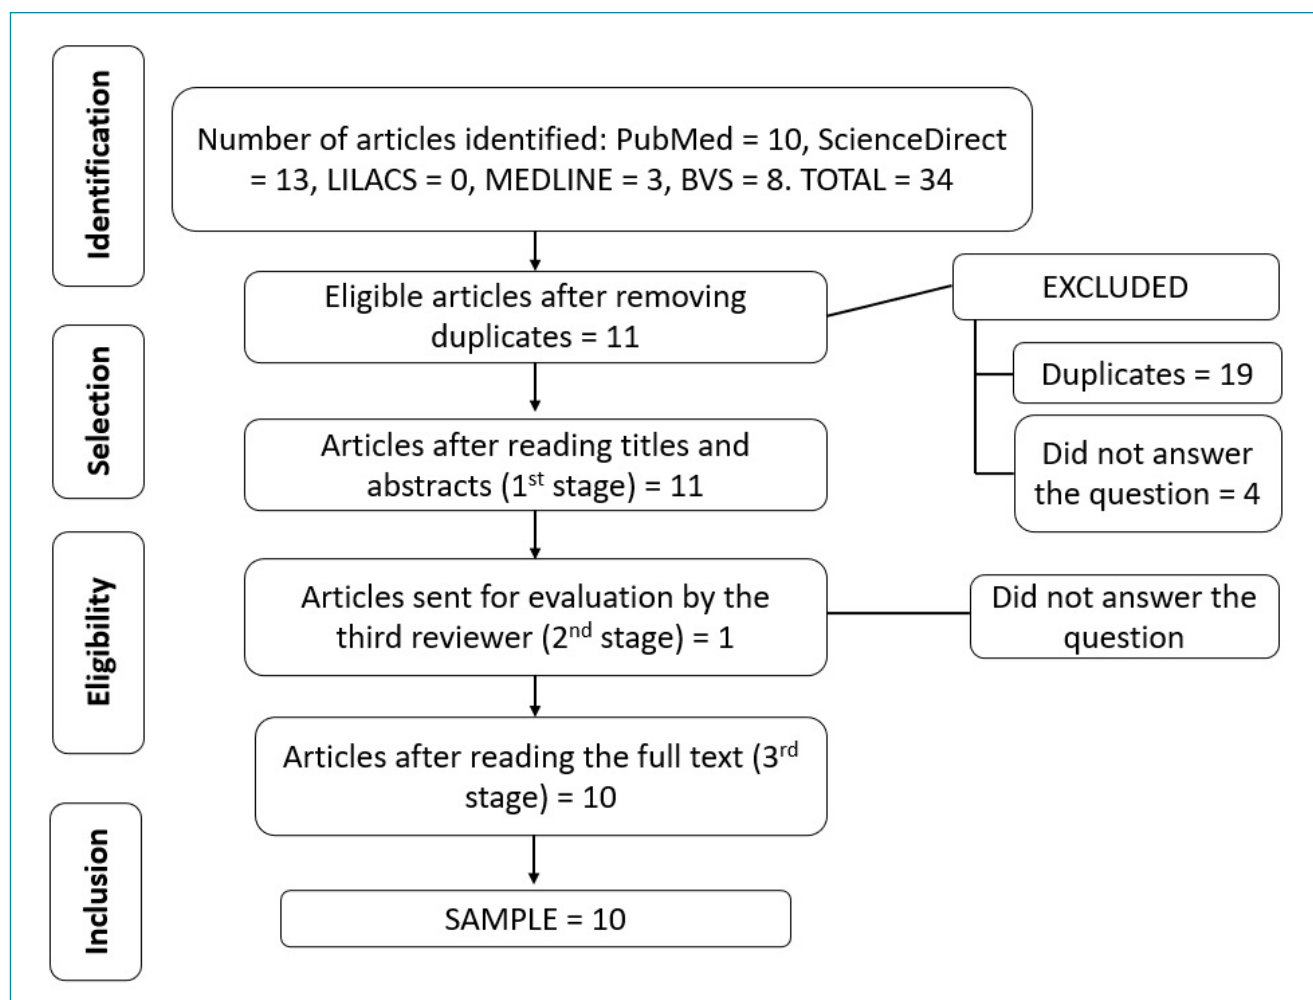 Identification
Number of articles identified: PubMed = 10, ScienceDirect
= 13, LILACS = 0, MEDLINE = 3, BVS = 8. TOTAL = 34
Eligible articles after removing
duplicates = 11
EXCLUDED
Duplicates = 19
Did not answer
the question = 4
Selection
Articles after reading titles and
abstracts (1st stage) = 11
Eligibility
Articles sent for evaluation by the
third reviewer (2nd stage) = 1
Did not answer the
question
Articles after reading the full text (3rd
stage) = 10
Inclusion
SAMPLE = 10